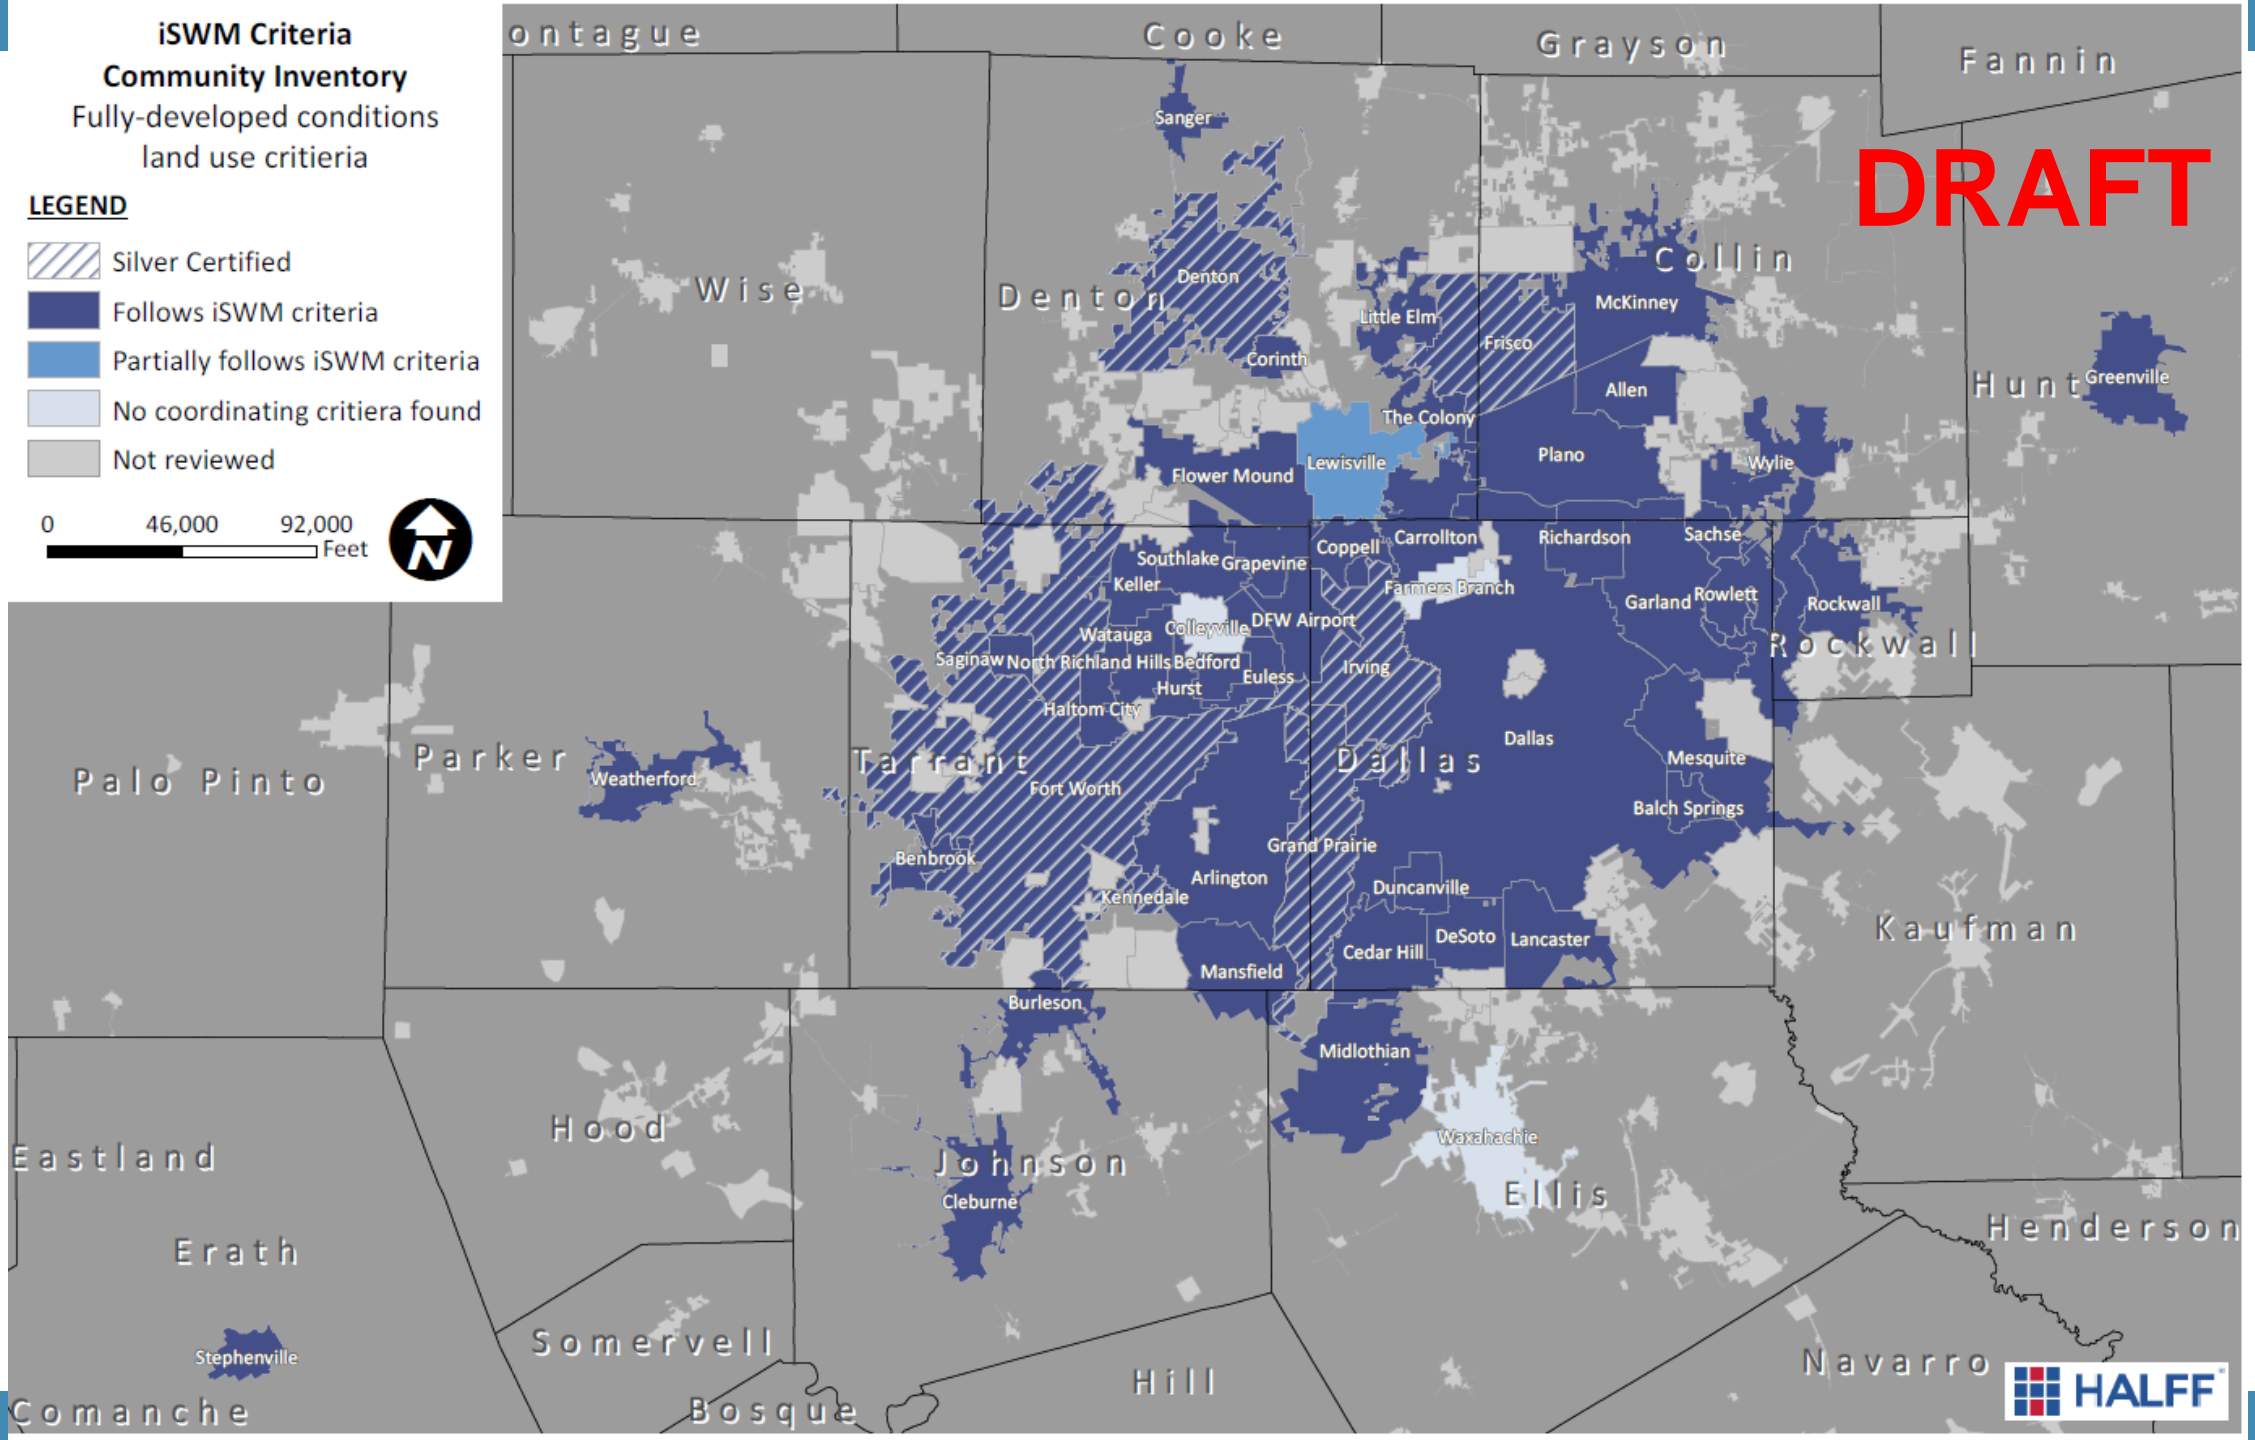 iSWM Criteria
Community Inventory
Fully-developed conditions
land use critieria
LEGEND
Silver Certified
Follows iSWM criteria
Partially follows iSWM criteria
No coordinating critiera found
Not reviewed
0 46,000 92,000
Feet
N
DRAFT
ontague
Cooke
Grayson
Fannin
Sanger
Collin
Denton
Wise
Denton
McKinney
Little Elm
Frisco
Corinth
Hunt
Greenville
Allen
The Colony
Plano
Lewisville
Wylie
Flower Mound
Carrollton
Richardson
Sachse
Coppell
Southlake
Grapevine
Keller
Farmers Branch
Rowlett
Garland
Rockwall
DFW Airport
Colleyville
Watauga
Rockwall
Saginaw
North Richland Hills
Bedford
Irving
Euless
Hurst
Haltom City
Dallas
Parker
Tarrant
Dallas
Mesquite
Palo Pinto
Weatherford
Fort Worth
Balch Springs
Grand Prairie
Benbrook
Arlington
Duncanville
Kennedale
Kaufman
DeSoto
Lancaster
Cedar Hill
Mansfield
Burleson
Midlothian
Hood
Waxahachie
Eastland
Johnson
Ellis
Cleburne
Henderson
Erath
Somervell
Stephenville
Navarro
Hill
Comanche
Bosque
HALFF